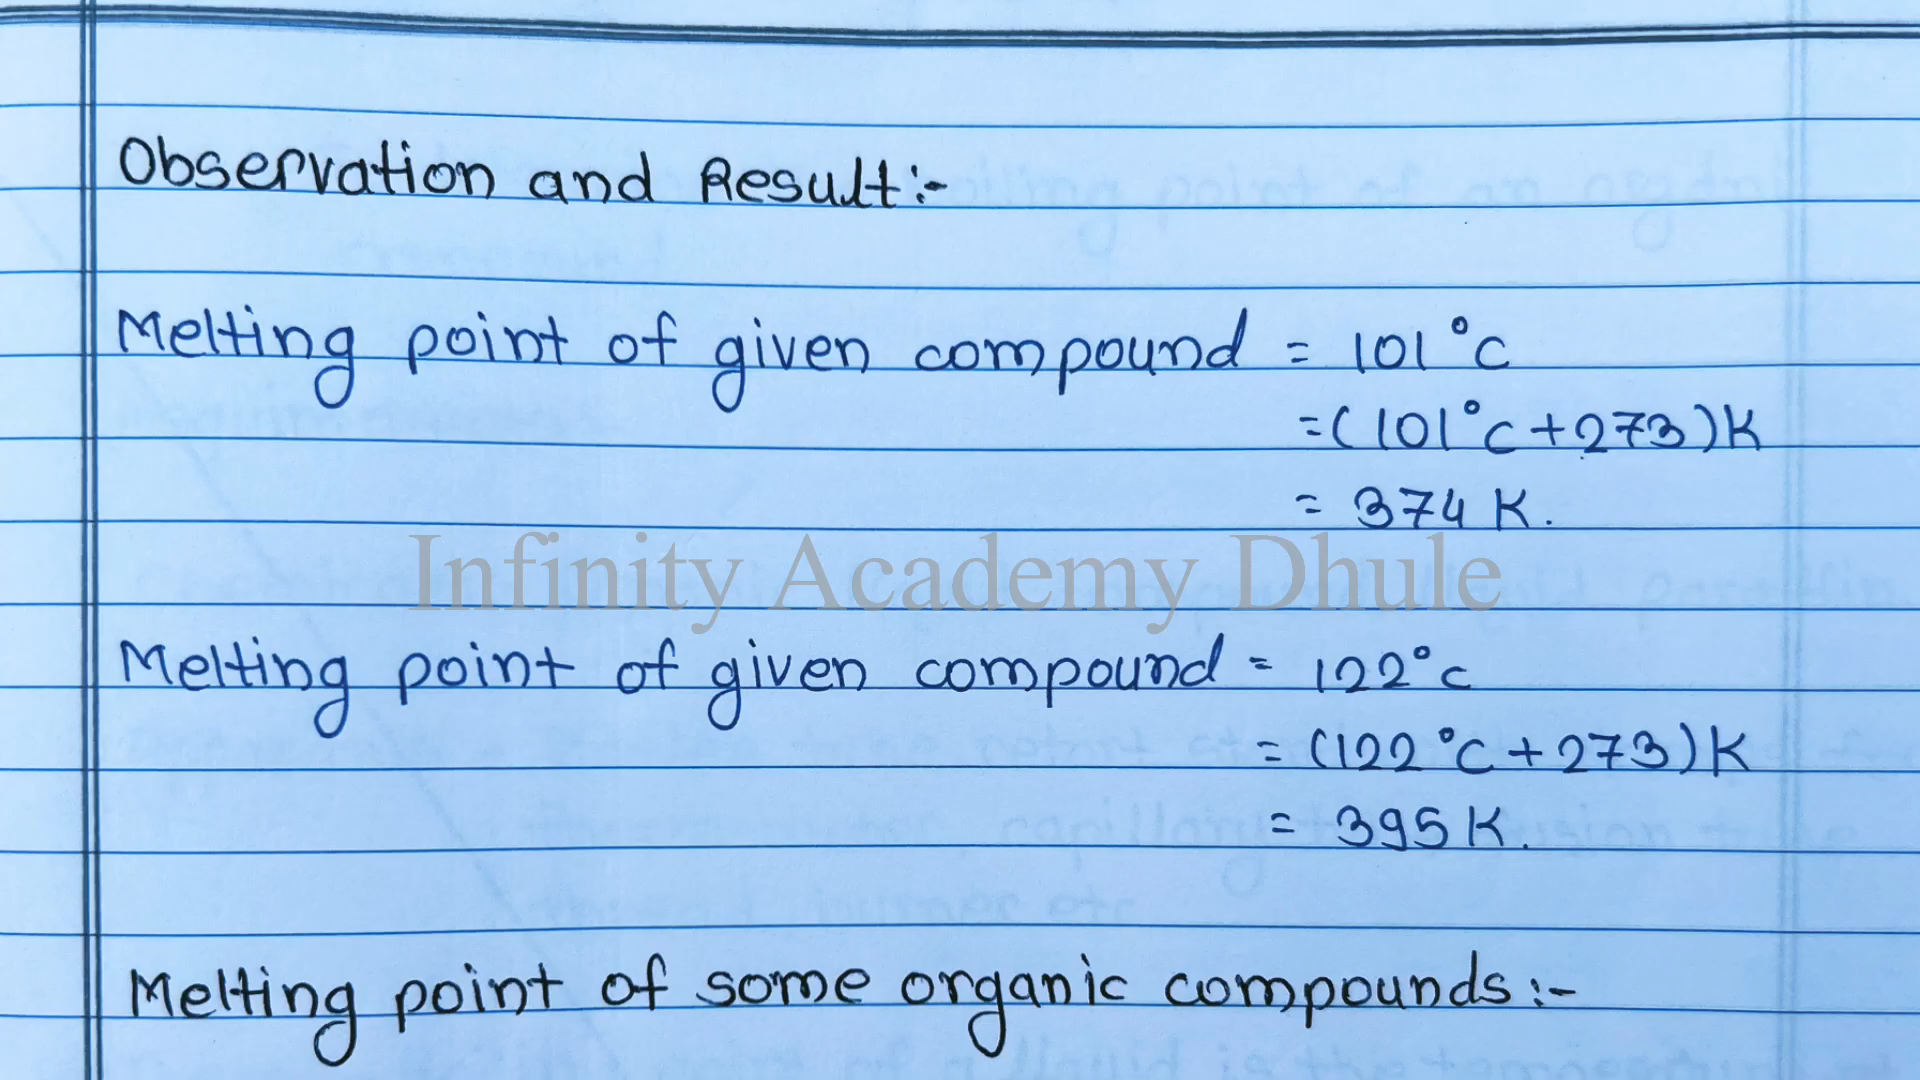 Observation and Result:-
Melting point of given compound = 101°C
=(101°C+273)K
= 374 K.
Infinity Academy Dhule
Melting point of given compound = 122°C
= (122°C+273)K
= 395 K.
Melting point of some organic compounds:-